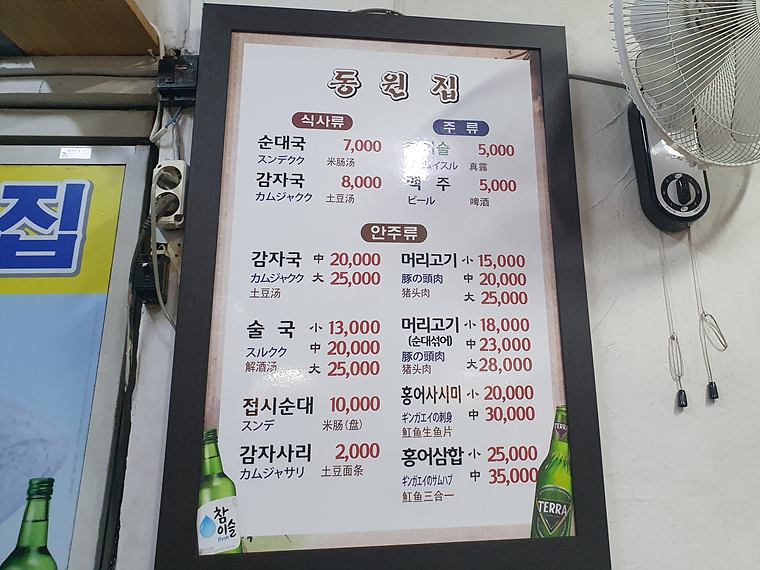 집
동원집
식사류
순대국 7,000
スンデクク 米肠汤
감자국 8,000
カムジャクク 土豆汤
주류
슬 5,000
イスル 真露
맥주 5,000
ビール 啤酒
안주류
감자국 中 20,000
カムジャクク 大 25,000
土豆汤
술국 小 13,000
スルクク 中 20,000
解酒汤 大 25,000
접시순대 10,000
スンデ 米肠(盘)
감자사리 2,000
カムジャサリ 土豆面条
머리고기 小 15,000
豚の頭肉 中 20,000
猪头肉 大 25,000
머리고기 小 18,000
(순대섞어) 中 23,000
豚の頭肉
猪头肉 大 28,000
홍어사시미 小 20,000
ギンガエイの刺身 中 30,000
魟鱼生鱼片
홍어삼합 小 25,000
ギンガエイのサムハプ 中 35,000
魟鱼三合一
참
이슬
fresh
TERRA
TERRA